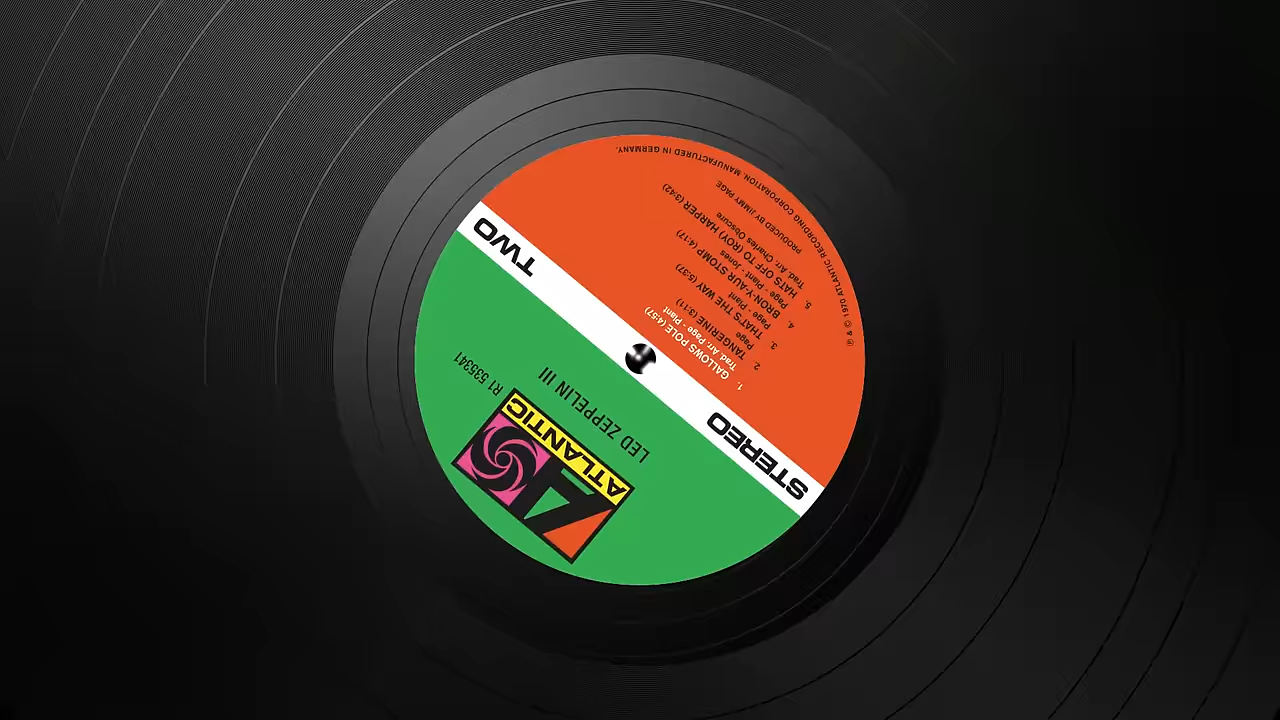 ATLANTIC
R1 535341
LED ZEPPELIN III
STEREO
TWO
1. GALLOWS POLE (4:57)
Trad. Arr. Page - Plant
2. TANGERINE (3:11)
Page
3. THAT'S THE WAY (5:37)
Page - Plant
4. BRON-Y-AUR STOMP (4:17)
Page - Plant - Jones
5. HATS OFF TO (ROY) HARPER (3:42)
Trad. Arr. Charles Obscure
PRODUCED BY JIMMY PAGE
℗ & © 1970 ATLANTIC RECORDING CORPORATION. MANUFACTURED IN GERMANY.